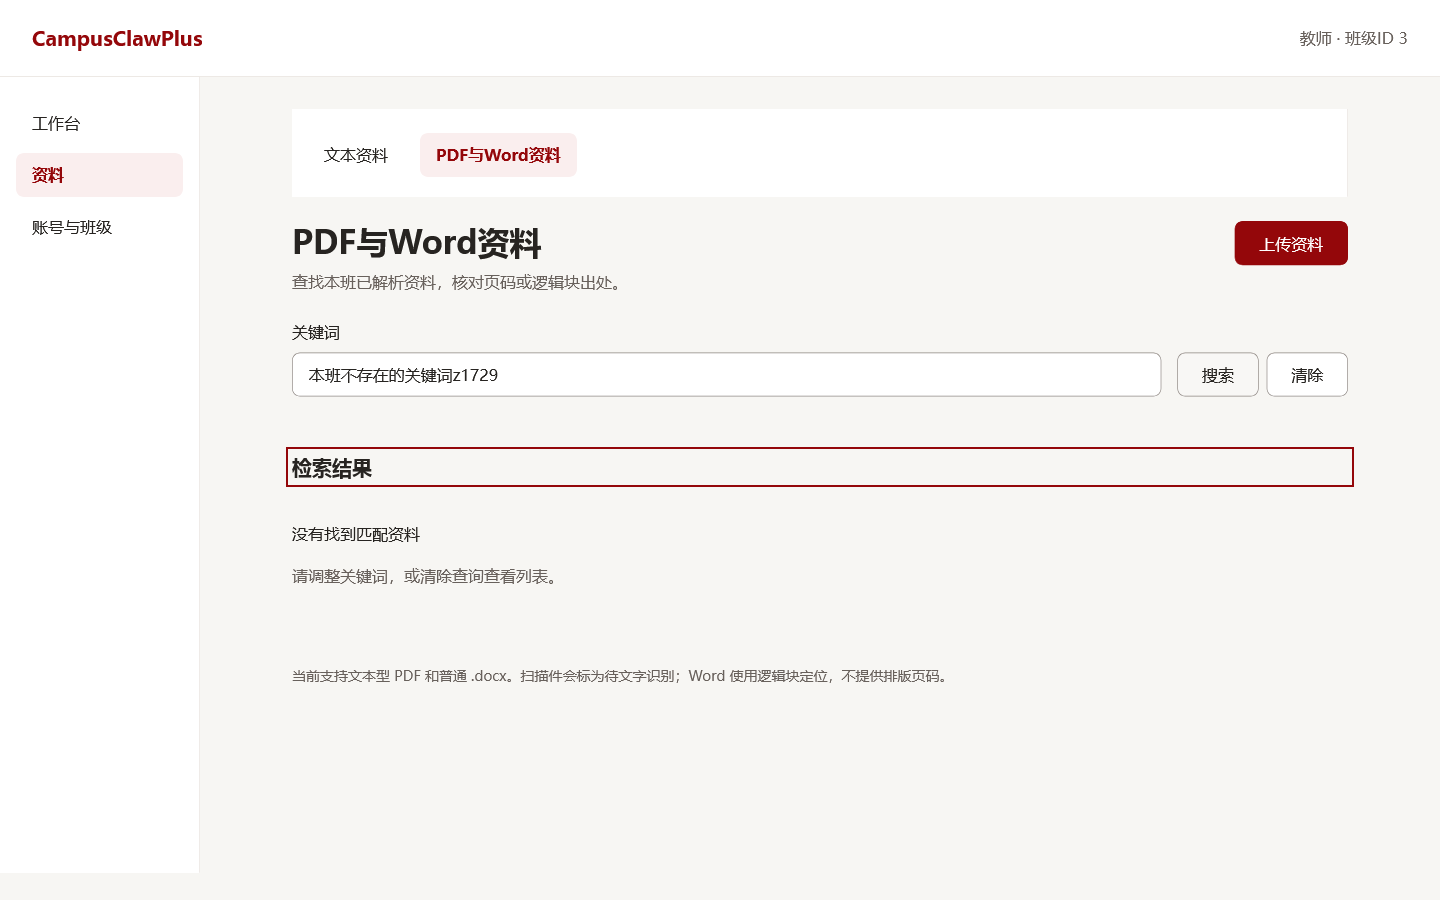 CampusClawPlus
教师 · 班级ID 3
工作台
资料
账号与班级
文本资料
PDF与Word资料
PDF与Word资料
上传资料
查找本班已解析资料，核对页码或逻辑块出处。
关键词
本班不存在的关键词z1729
搜索
清除
检索结果
没有找到匹配资料
请调整关键词，或清除查询查看列表。
当前支持文本型 PDF 和普通 .docx。扫描件会标为待文字识别；Word 使用逻辑块定位，不提供排版页码。